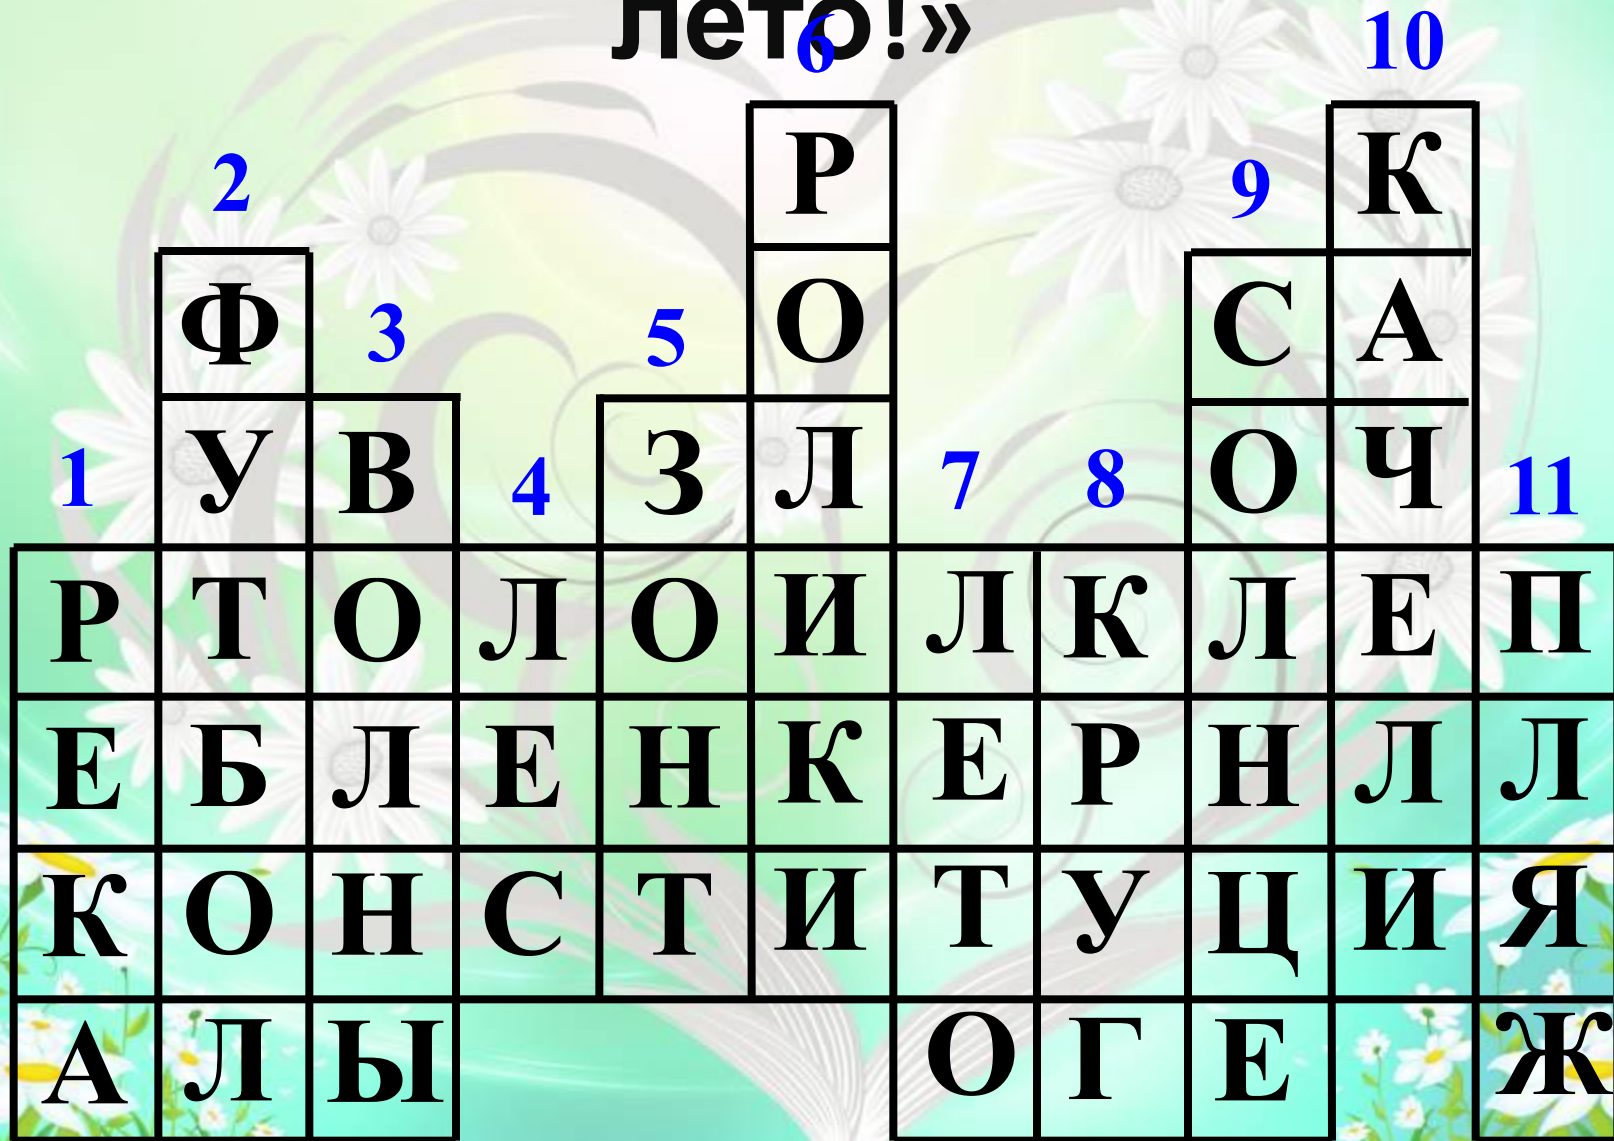 лето!»
6 10
Р К
2 9
Ф О С А
3 5
У В З Л О Ч
1 4 7 8 11
Р Т О Л О И Л К Л Е П
Е Б Л Е Н К Е Р Н Л Л
К О Н С Т И Т У Ц И Я
А Л Ы О Г Е Ж